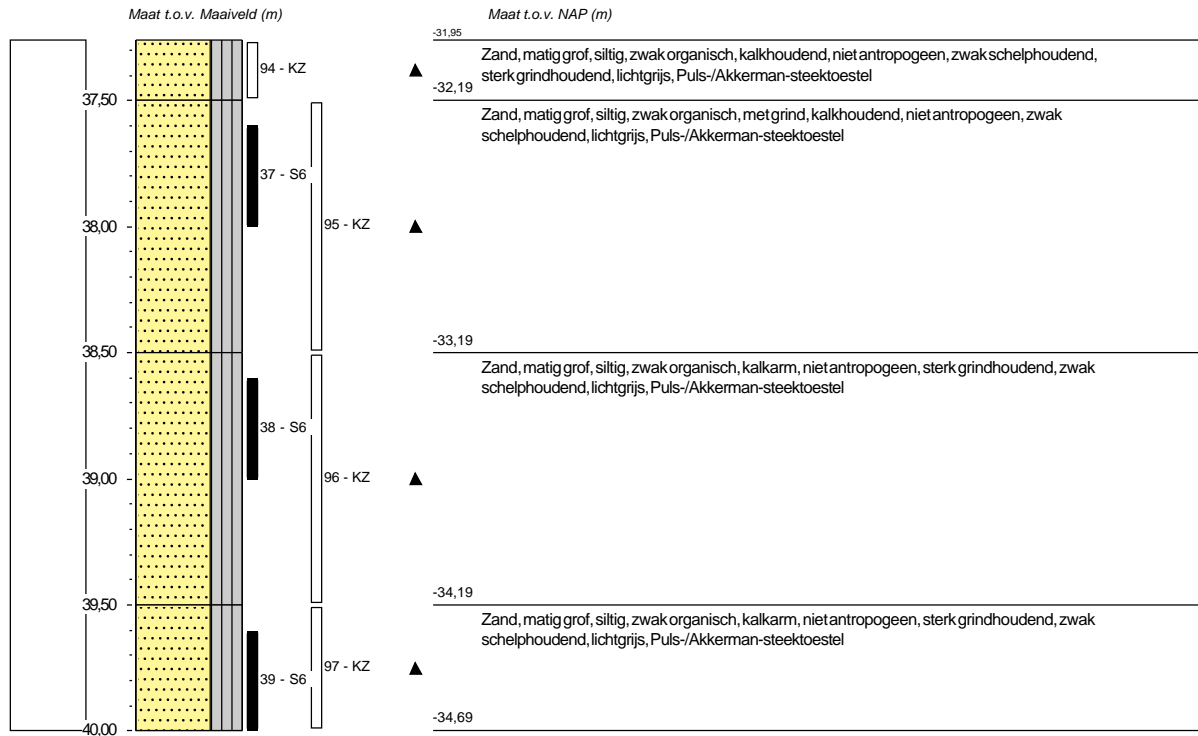 Maat t.o.v. Maaiveld (m)
Maat t.o.v. NAP (m)
-31,95
Zand, matig grof, siltig, zwak organisch, kalkhoudend, niet antropogeen, zwak schelphoudend,
sterk grindhoudend, lichtgrijs, Puls-/Akkerman-steektoestel
94 - KZ
-32,19
37,50
Zand, matig grof, siltig, zwak organisch, met grind, kalkhoudend, niet antropogeen, zwak
schelphoudend, lichtgrijs, Puls-/Akkerman-steektoestel
37 - S6
38,00
95 - KZ
-33,19
38,50
Zand, matig grof, siltig, zwak organisch, kalkarm, niet antropogeen, sterk grindhoudend, zwak
schelphoudend, lichtgrijs, Puls-/Akkerman-steektoestel
38 - S6
39,00
96 - KZ
-34,19
39,50
Zand, matig grof, siltig, zwak organisch, kalkarm, niet antropogeen, sterk grindhoudend, zwak
schelphoudend, lichtgrijs, Puls-/Akkerman-steektoestel
97 - KZ
39 - S6
-34,69
40,00